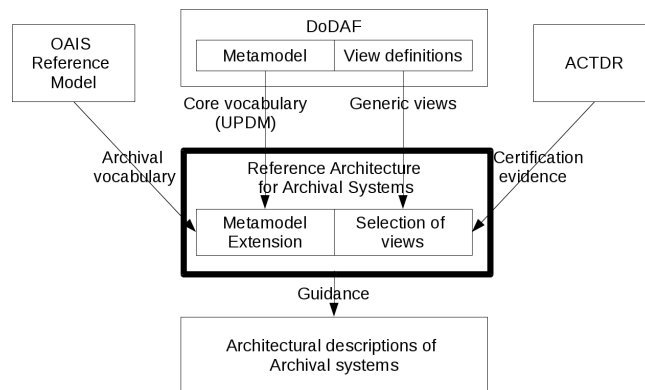 DoDAF
OAIS
Reference
Model
Metamodel
View definitions
ACTDR
Core vocabulary
(UPDM)
Generic views
Archival
vocabulary
Certification
evidence
Reference Architecture
for Archival Systems
Metamodel
Extension
Selection of
views
Guidance
Architectural descriptions of
Archival systems